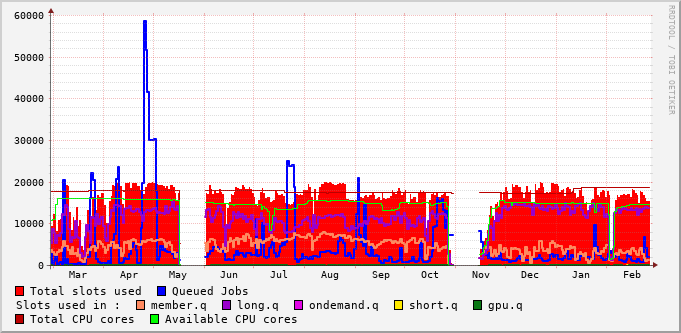 60000
50000
40000
30000
20000
10000
0
Mar Apr May Jun Jul Aug Sep Oct Nov Dec Jan Feb
RRDTOOL / TOBI OETIKER
Total slots used Queued Jobs
Slots used in : member.q long.q ondemand.q short.q gpu.q
Total CPU cores Available CPU cores